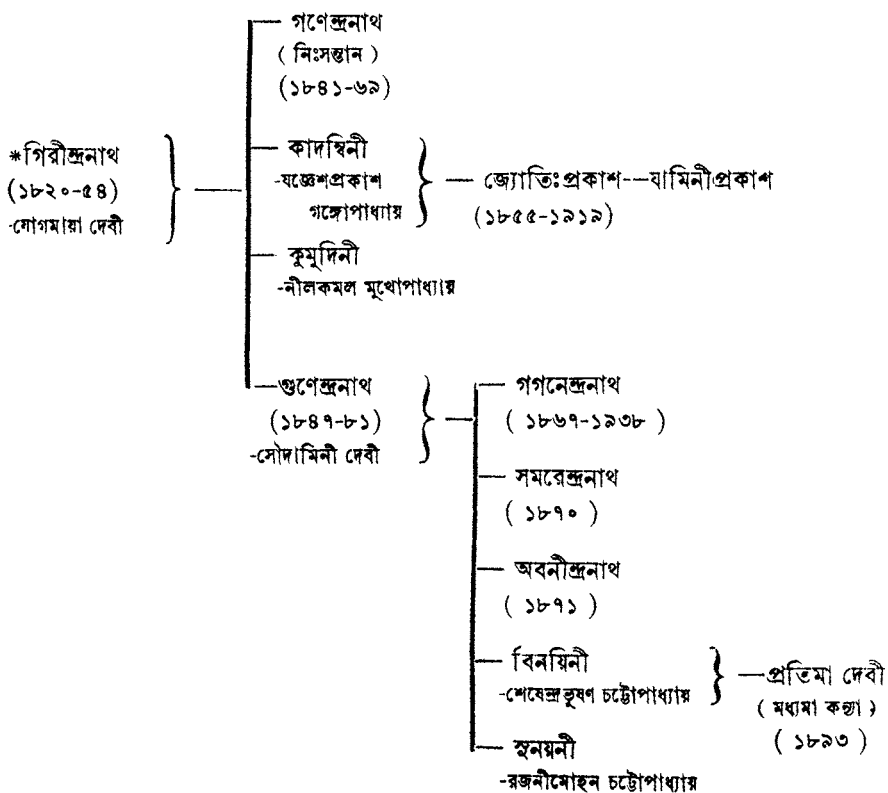 *গিরীন্দ্রনাথ
(১৮২০-৫৪)
-যোগমায়া দেবী
গণেন্দ্রনাথ
( নিঃসন্তান )
(১৮৪১-৬৯)
কাদম্বিনী
-যজ্ঞেশপ্রকাশ
গঙ্গোপাধ্যায়
জ্যোতিঃপ্রকাশ---যামিনীপ্রকাশ
(১৮৫৫-১৯১৯)
কুমুদিনী
-নীলকমল মুখোপাধ্যায়
গুণেন্দ্রনাথ
(১৮৪৭-৮১)
-সৌদামিনী দেবী
গগনেন্দ্রনাথ
( ১৮৬৭-১৯৩৮ )
সমরেন্দ্রনাথ
( ১৮৭০ )
অবনীন্দ্রনাথ
( ১৮৭১ )
বিনয়িনী
-শেষেন্দ্রভূষণ চট্টোপাধ্যায়
প্রতিমা দেবী
( মধ্যমা কন্যা )
( ১৮৯৩ )
সুনয়নী
-রজনীমোহন চট্টোপাধ্যায়